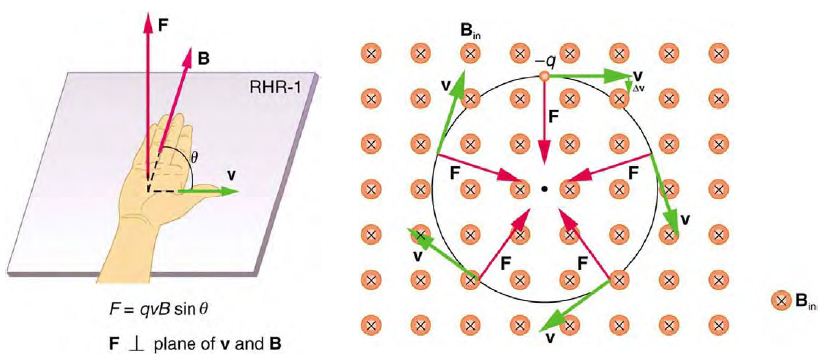 F
B
RHR-1
θ
v
F = qvB sin θ
F ⊥ plane of v and B
B_in
−q
v
v
Δv
F
F
F
v
v
F
F
v
B_in